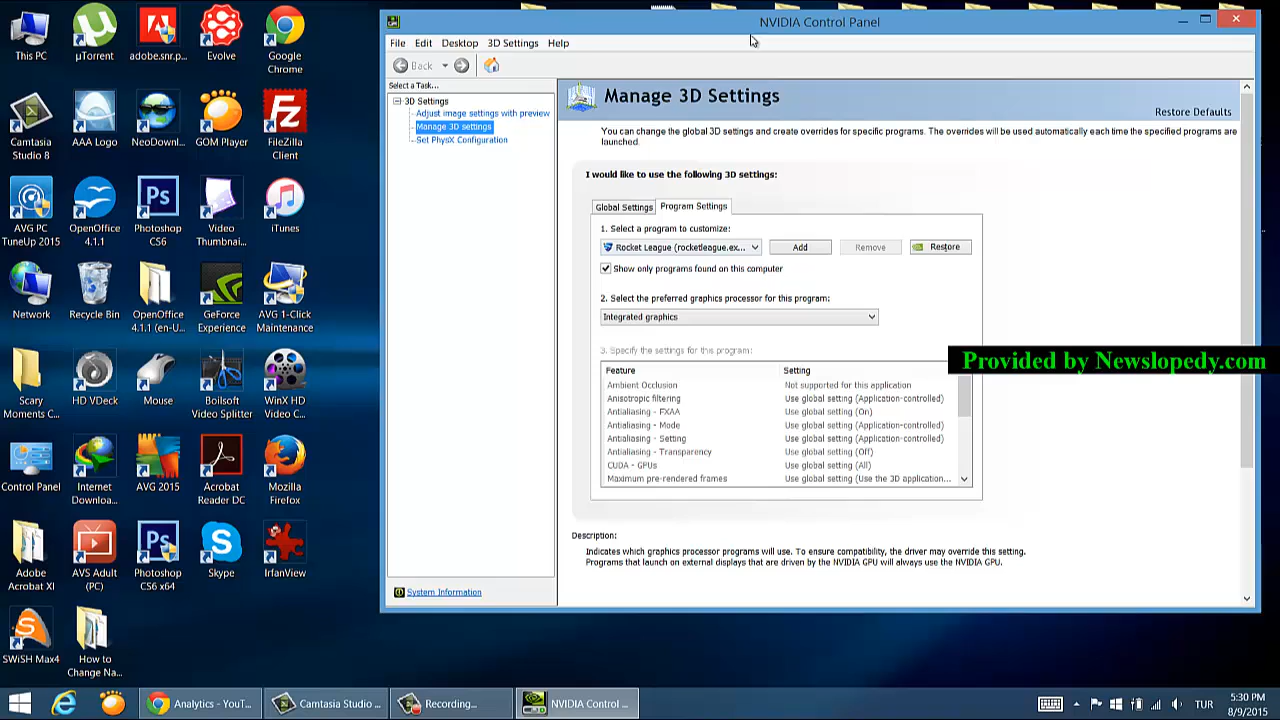 This PC
µTorrent
adobe.snr.p...
Evolve
Google
Chrome
Camtasia
Studio 8
AAA Logo
NeoDownl...
GOM Player
FileZilla
Client
AVG PC
TuneUp 2015
OpenOffice
4.1.1
Photoshop
CS6
Video
Thumbnai...
iTunes
Network
Recycle Bin
OpenOffice
4.1.1 (en-U...
GeForce
Experience
AVG 1-Click
Maintenance
Scary
Moments C...
HD VDeck
Mouse
Boilsoft
Video Splitter
WinX HD
Video C...
Control Panel
Internet
Downloa...
AVG 2015
Acrobat
Reader DC
Mozilla
Firefox
Adobe
Acrobat XI
AVS Adult
(PC)
Photoshop
CS6 x64
Skype
IrfanView
SWiSH Max4
How to
Change Na...
NVIDIA Control Panel
File Edit Desktop 3D Settings Help
Back
Select a Task...
3D Settings
Adjust image settings with preview
Manage 3D settings
Set PhysX Configuration
System Information
Manage 3D Settings
Restore Defaults
You can change the global 3D settings and create overrides for specific programs. The overrides will be used automatically each time the specified programs are
launched.
I would like to use the following 3D settings:
Global Settings Program Settings
1. Select a program to customize:
Rocket League (rocketleague.ex... Add Remove Restore
Show only programs found on this computer
2. Select the preferred graphics processor for this program:
Integrated graphics
3. Specify the settings for this program:
Feature Setting
Ambient Occlusion Not supported for this application
Anisotropic filtering Use global setting (Application-controlled)
Antialiasing - FXAA Use global setting (On)
Antialiasing - Mode Use global setting (Application-controlled)
Antialiasing - Setting Use global setting (Application-controlled)
Antialiasing - Transparency Use global setting (Off)
CUDA - GPUs Use global setting (All)
Maximum pre-rendered frames Use global setting (Use the 3D application...
Provided by Newslopedy.com
Description:
Indicates which graphics processor programs will use. To ensure compatibility, the driver may override this setting.
Programs that launch on external displays that are driven by the NVIDIA GPU will always use the NVIDIA GPU.
Analytics - YouT...
Camtasia Studio ...
Recording...
NVIDIA Control ...
TUR
5:30 PM
8/9/2015